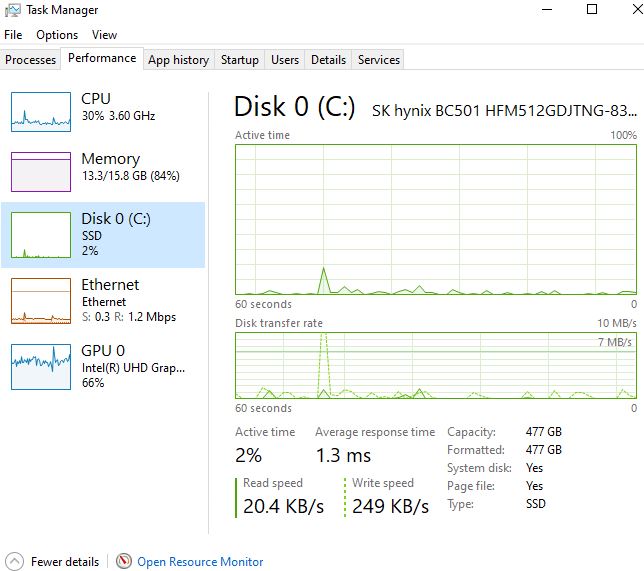 Task Manager
File Options View
Processes Performance App history Startup Users Details Services
CPU
30% 3.60 GHz
Memory
13.3/15.8 GB (84%)
Disk 0 (C:)
SSD
2%
Ethernet
Ethernet
S: 0.3 R: 1.2 Mbps
GPU 0
Intel(R) UHD Grap...
66%
Disk 0 (C:) SK hynix BC501 HFM512GDJTNG-83...
Active time 100%
60 seconds 0
Disk transfer rate 10 MB/s
7 MB/s
60 seconds 0
Active time Average response time
2% 1.3 ms
Read speed Write speed
20.4 KB/s 249 KB/s
Capacity: 477 GB
Formatted: 477 GB
System disk: Yes
Page file: Yes
Type: SSD
Fewer details Open Resource Monitor